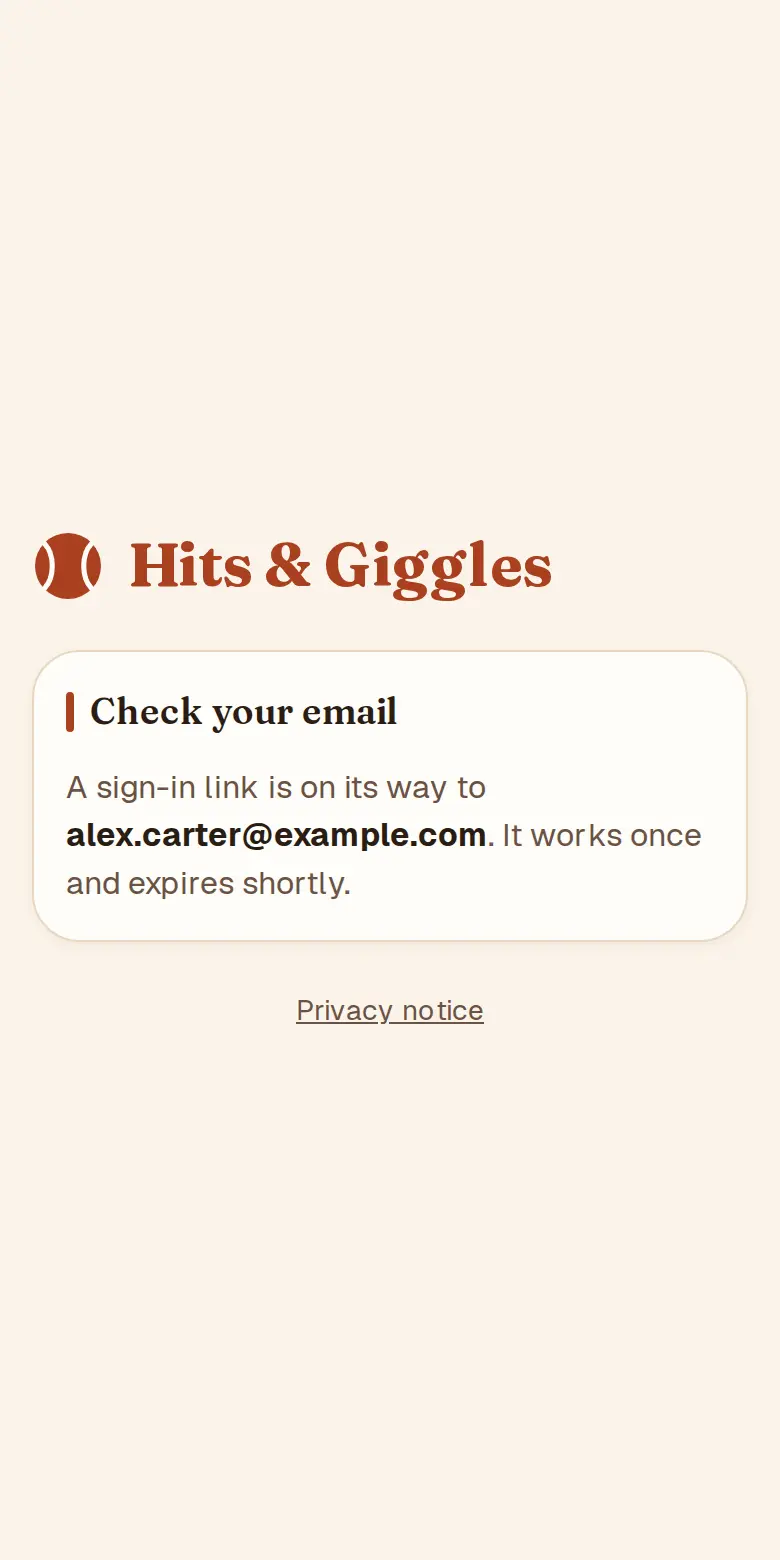 Hits & Giggles
Check your email
A sign-in link is on its way to
alex.carter@example.com. It works once
and expires shortly.
Privacy notice